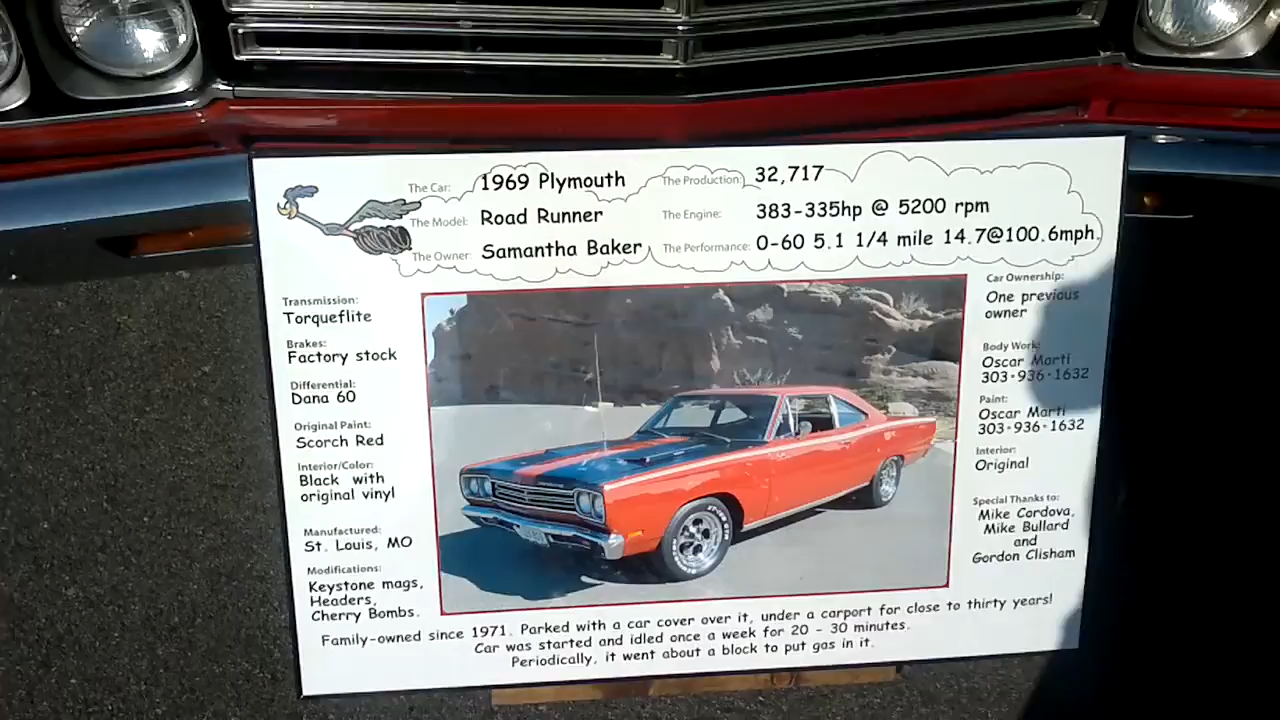 The Car: 1969 Plymouth
The Model: Road Runner
The Owner: Samantha Baker
The Production: 32,717
The Engine: 383-335hp @ 5200 rpm
The Performance: 0-60 5.1 1/4 mile 14.7@100.6mph
Transmission:
Torqueflite
Brakes:
Factory stock
Differential:
Dana 60
Original Paint:
Scorch Red
Interior/Color:
Black with
original vinyl
Manufactured:
St. Louis, MO
Modifications:
Keystone mags,
Headers,
Cherry Bombs.
Car Ownership:
One previous
owner
Body Work:
Oscar Marti
303-936-1632
Paint:
Oscar Marti
303-936-1632
Interior:
Original
Special Thanks to:
Mike Cordova,
Mike Bullard
and
Gordon Clisham
Family-owned since 1971. Parked with a car cover over it, under a carport for close to thirty years!
Car was started and idled once a week for 20 - 30 minutes.
Periodically, it went about a block to put gas in it.